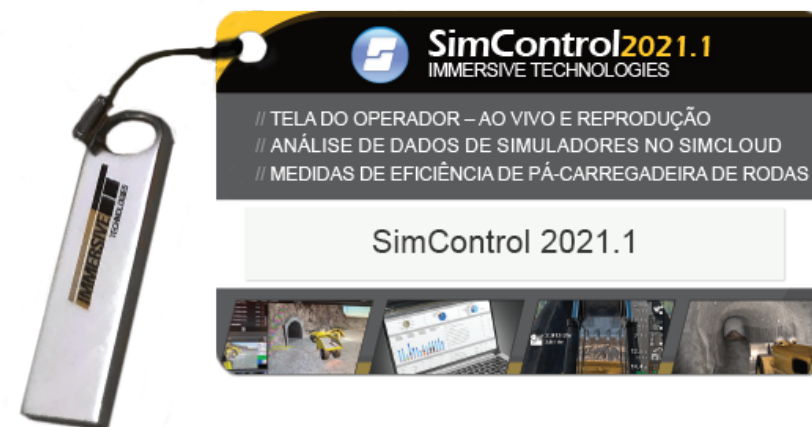 SimControl2021.1
IMMERSIVE TECHNOLOGIES
// TELA DO OPERADOR – AO VIVO E REPRODUÇÃO
// ANÁLISE DE DADOS DE SIMULADORES NO SIMCLOUD
// MEDIDAS DE EFICIÊNCIA DE PÁ-CARREGADEIRA DE RODAS
SimControl 2021.1
IMMERSIVE
TECHNOLOGIES